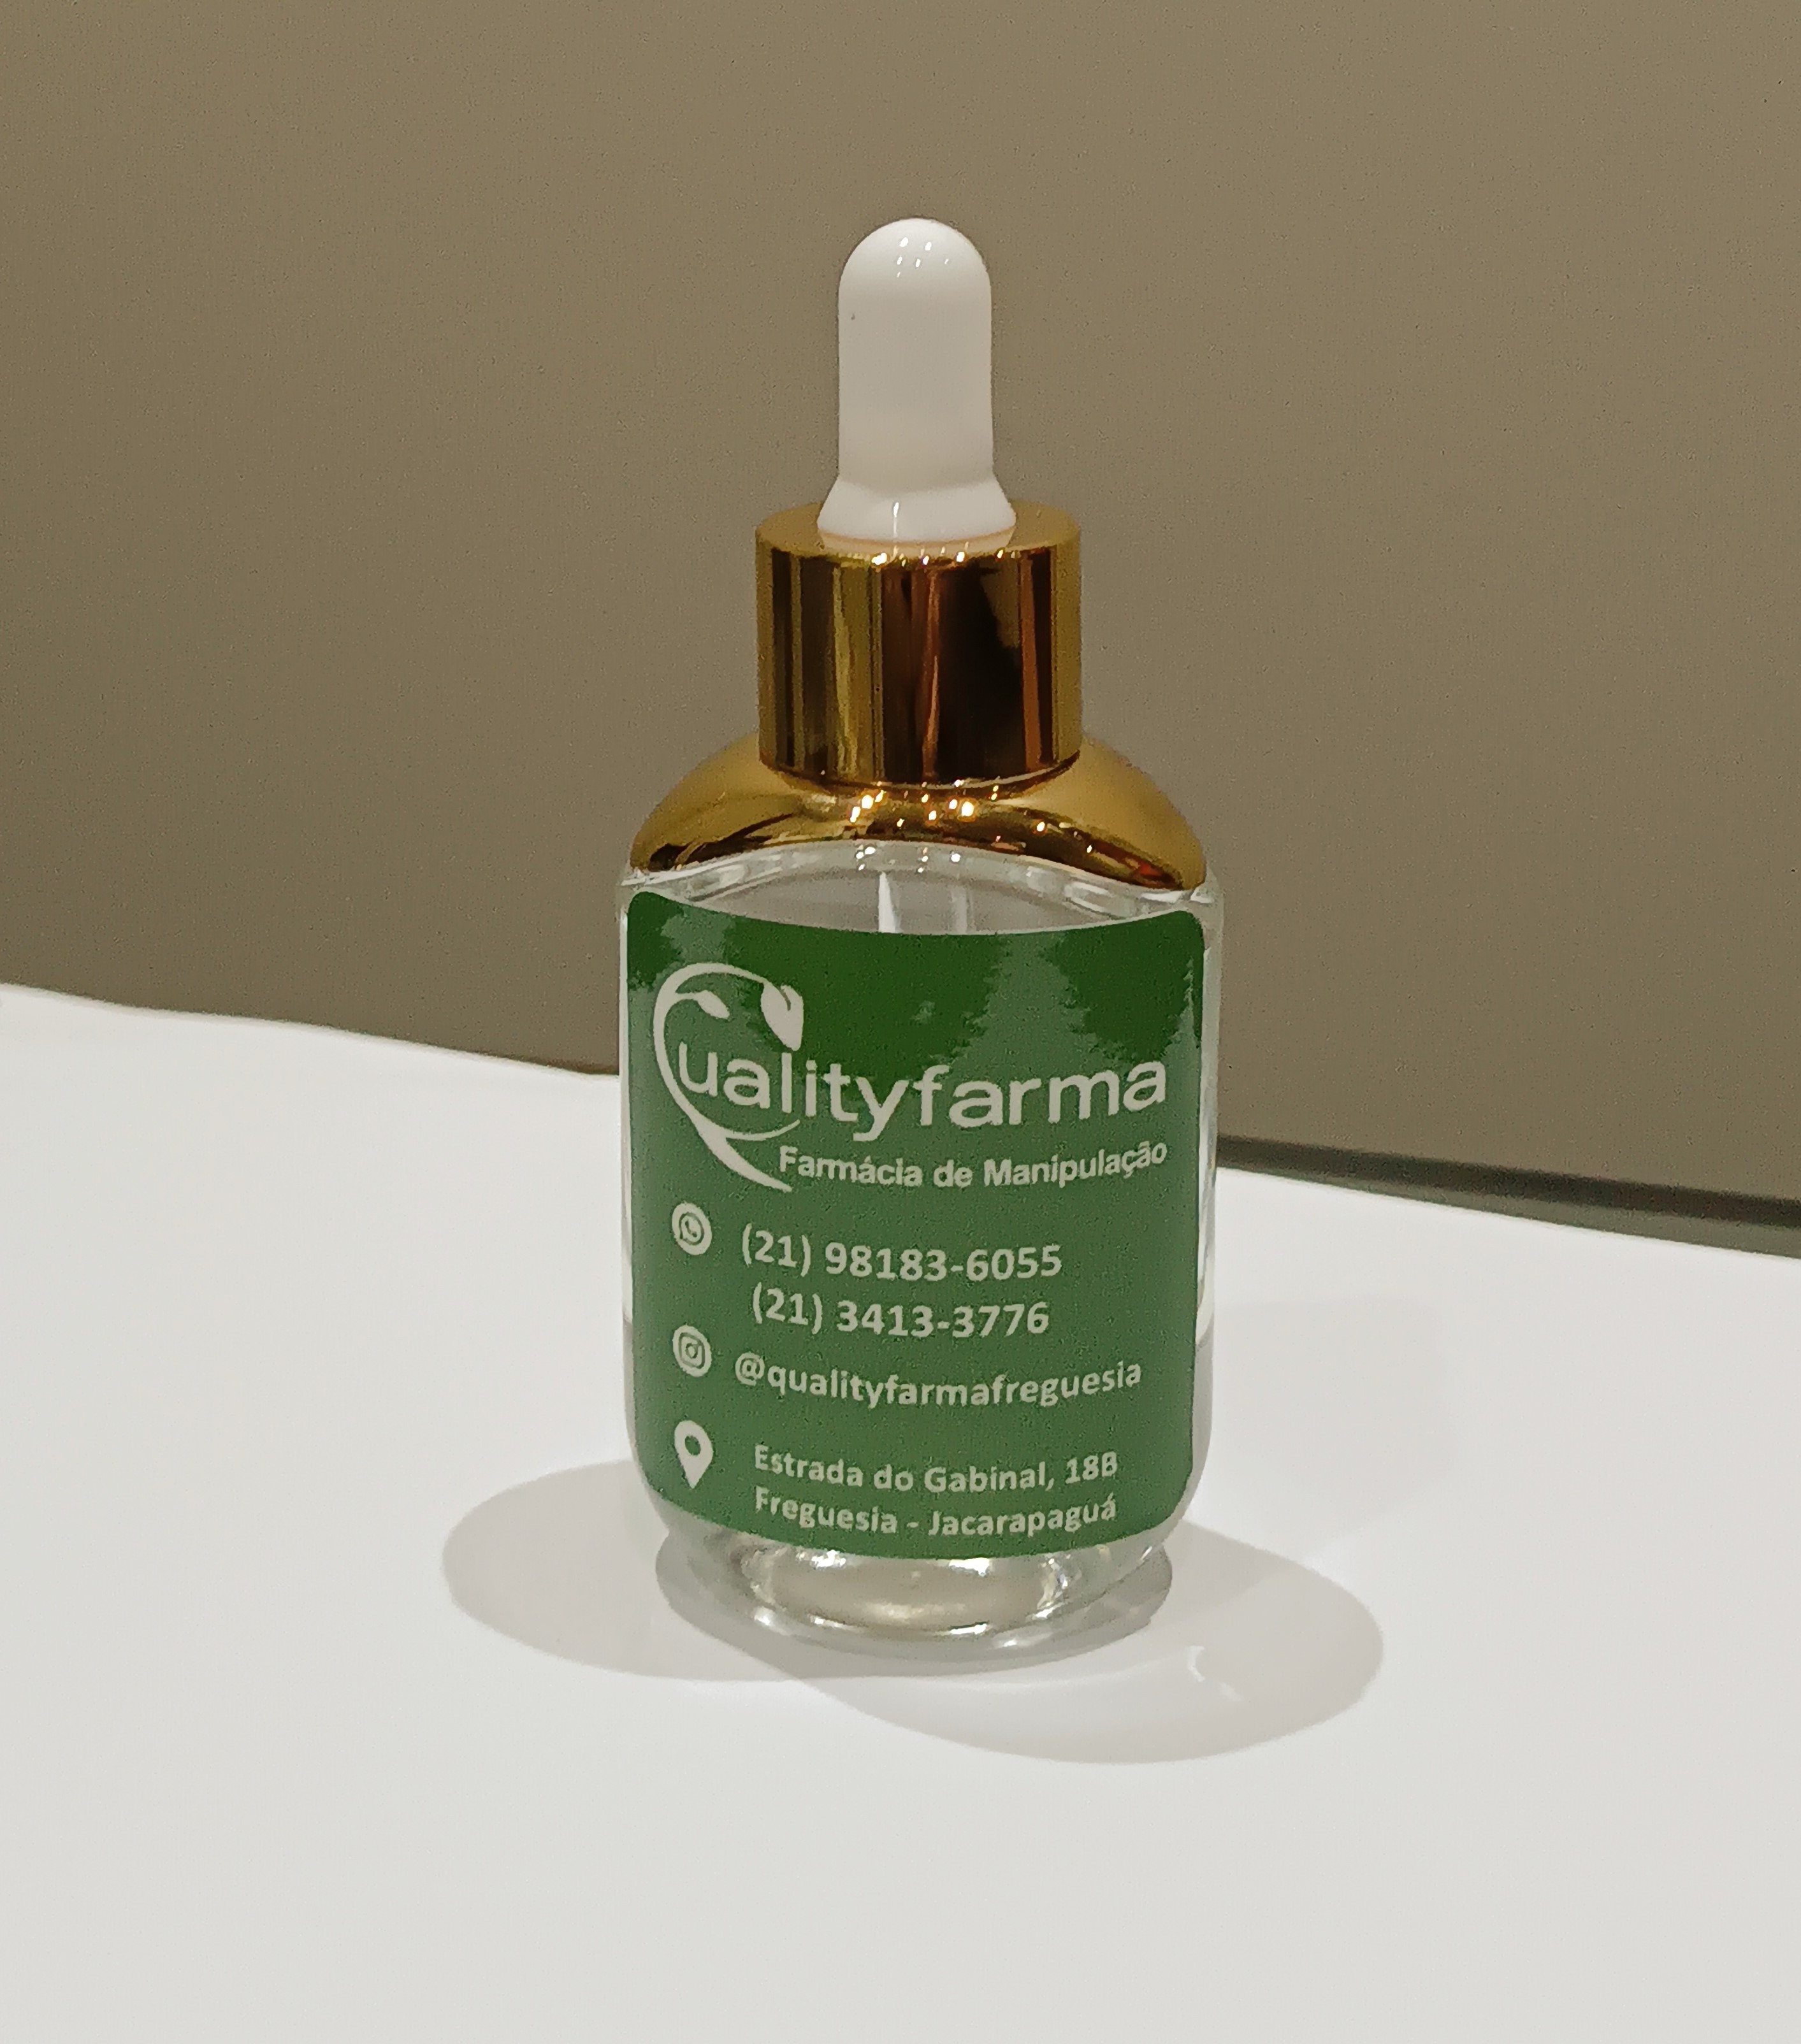 Qualityfarma
Farmácia de Manipulação
(21) 98183-6055
(21) 3413-3776
@qualityfarmafreguesia
Estrada do Gabinal, 18B
Freguesia - Jacarapaguá